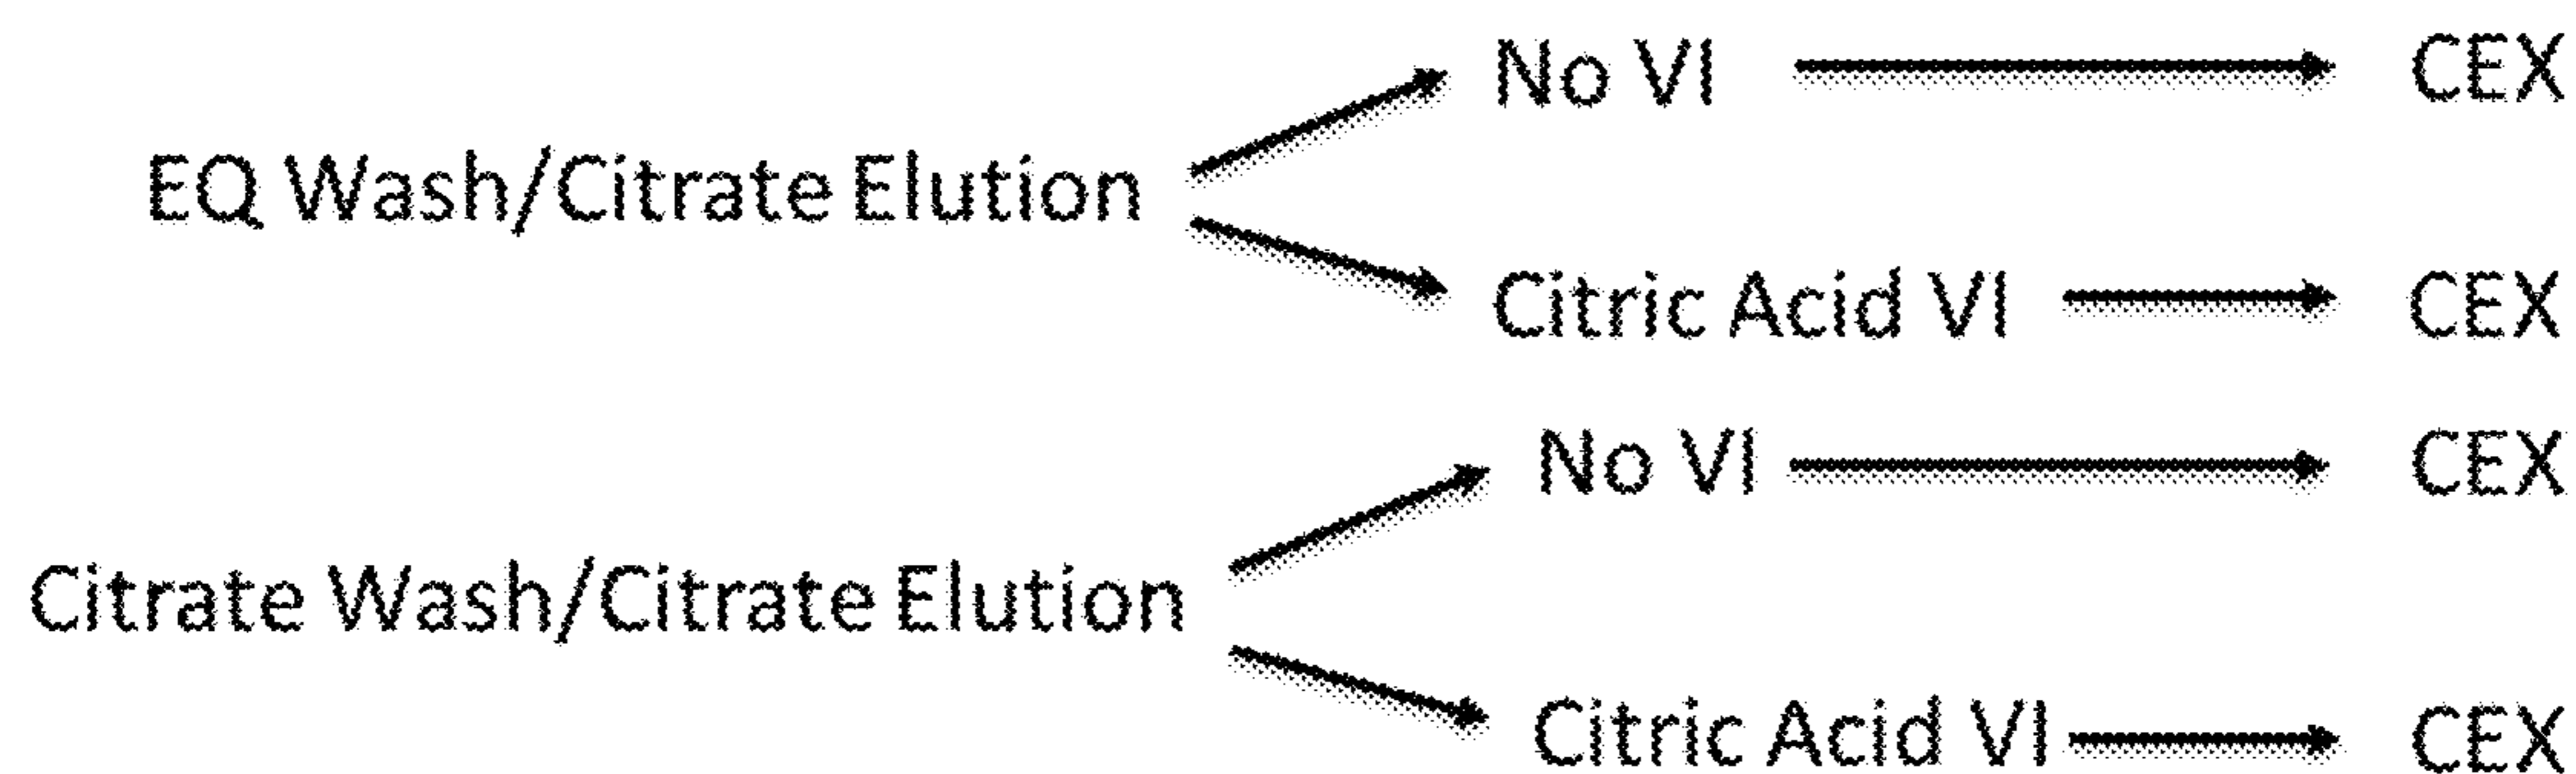 No VI CEX
EQ Wash/Citrate Elution
Citric Acid VI CEX
No VI CEX
Citrate Wash/Citrate Elution
Citric Acid VI CEX